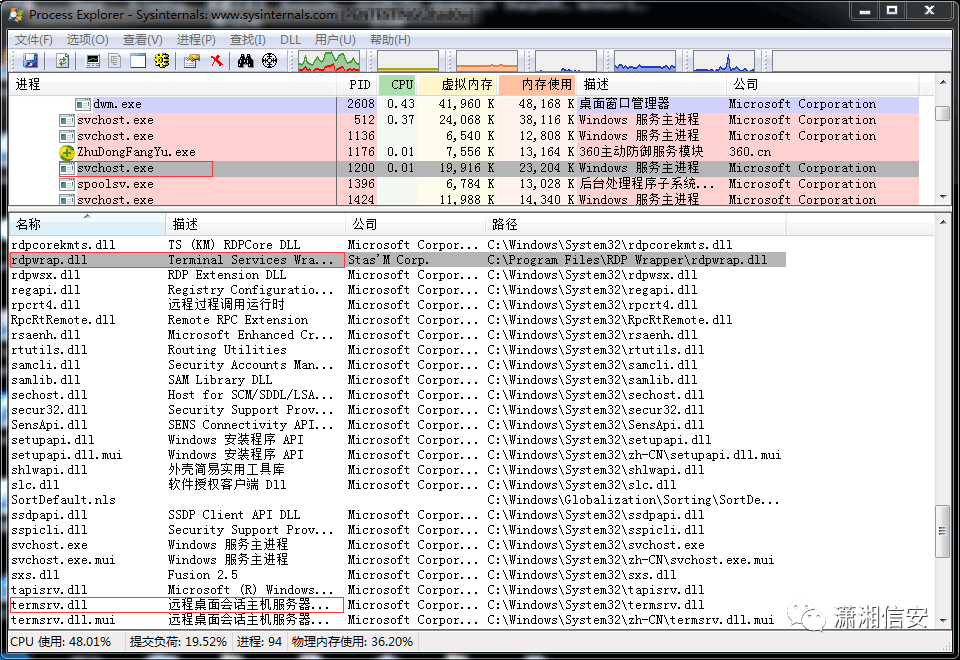 Process Explorer - Sysinternals: www.sysinternals.com
文件(F) 选项(O) 查看(V) 进程(P) 查找(I) DLL 用户(U) 帮助(H)
进程 PID CPU 虚拟内存 内存使用 描述 公司
dwm.exe 2608 0.43 41,960 K 48,168 K 桌面窗口管理器 Microsoft Corporation
svchost.exe 512 0.37 24,068 K 38,116 K Windows 服务主进程 Microsoft Corporation
svchost.exe 1136 6,540 K 12,808 K Windows 服务主进程 Microsoft Corporation
ZhuDongFangYu.exe 1176 0.01 7,556 K 13,164 K 360主动防御服务模块 360.cn
svchost.exe 1200 0.01 19,916 K 23,204 K Windows 服务主进程 Microsoft Corporation
spoolsv.exe 1396 6,784 K 13,028 K 后台处理程序子系统... Microsoft Corporation
svchost.exe 1424 11,988 K 14,340 K Windows 服务主进程 Microsoft Corporation
名称 描述 公司 路径
rdpcorekmts.dll TS (KM) RDPCore DLL Microsoft Corpor... C:\Windows\System32\rdpcorekmts.dll
rdpwrap.dll Terminal Services Wra... Stas'M Corp. C:\Program Files\RDP Wrapper\rdpwrap.dll
rdpwsx.dll RDP Extension DLL Microsoft Corpor... C:\Windows\System32\rdpwsx.dll
regapi.dll Registry Configuratio... Microsoft Corpor... C:\Windows\System32\regapi.dll
rpcrt4.dll 远程过程调用运行时 Microsoft Corpor... C:\Windows\System32\rpcrt4.dll
RpcRtRemote.dll Remote RPC Extension Microsoft Corpor... C:\Windows\System32\RpcRtRemote.dll
rsaenh.dll Microsoft Enhanced Cr... Microsoft Corpor... C:\Windows\System32\rsaenh.dll
rtutils.dll Routing Utilities Microsoft Corpor... C:\Windows\System32\rtutils.dll
samcli.dll Security Accounts Man... Microsoft Corpor... C:\Windows\System32\samcli.dll
samlib.dll SAM Library DLL Microsoft Corpor... C:\Windows\System32\samlib.dll
sechost.dll Host for SCM/SDDL/LSA... Microsoft Corpor... C:\Windows\System32\sechost.dll
secur32.dll Security Support Prov... Microsoft Corpor... C:\Windows\System32\secur32.dll
SensApi.dll SENS Connectivity API... Microsoft Corpor... C:\Windows\System32\SensApi.dll
setupapi.dll Windows 安装程序 API Microsoft Corpor... C:\Windows\System32\setupapi.dll
setupapi.dll.mui Windows 安装程序 API Microsoft Corpor... C:\Windows\System32\zh-CN\setupapi.dll.mui
shlwapi.dll 外壳简易实用工具库 Microsoft Corpor... C:\Windows\System32\shlwapi.dll
slc.dll 软件授权客户端 Dll Microsoft Corpor... C:\Windows\System32\slc.dll
SortDefault.nls C:\Windows\Globalization\Sorting\SortDe...
ssdpapi.dll SSDP Client API DLL Microsoft Corpor... C:\Windows\System32\ssdpapi.dll
sspicli.dll Security Support Prov... Microsoft Corpor... C:\Windows\System32\sspicli.dll
svchost.exe Windows 服务主进程 Microsoft Corpor... C:\Windows\System32\svchost.exe
svchost.exe.mui Windows 服务主进程 Microsoft Corpor... C:\Windows\System32\zh-CN\svchost.exe.mui
sxs.dll Fusion 2.5 Microsoft Corpor... C:\Windows\System32\sxs.dll
tapisrv.dll Microsoft (R) Windows... Microsoft Corpor... C:\Windows\System32\tapisrv.dll
termsrv.dll 远程桌面会话主机服务器... Microsoft Corpor... C:\Windows\System32\termsrv.dll
termsrv.dll.mui 远程桌面会话主机服务器... Microsoft Corpor... C:\Windows\System32\zh-CN\termsrv.dll.mui
潇湘信安
CPU 使用: 48.01% 提交负荷: 19.52% 进程: 94 物理内存使用: 36.20%